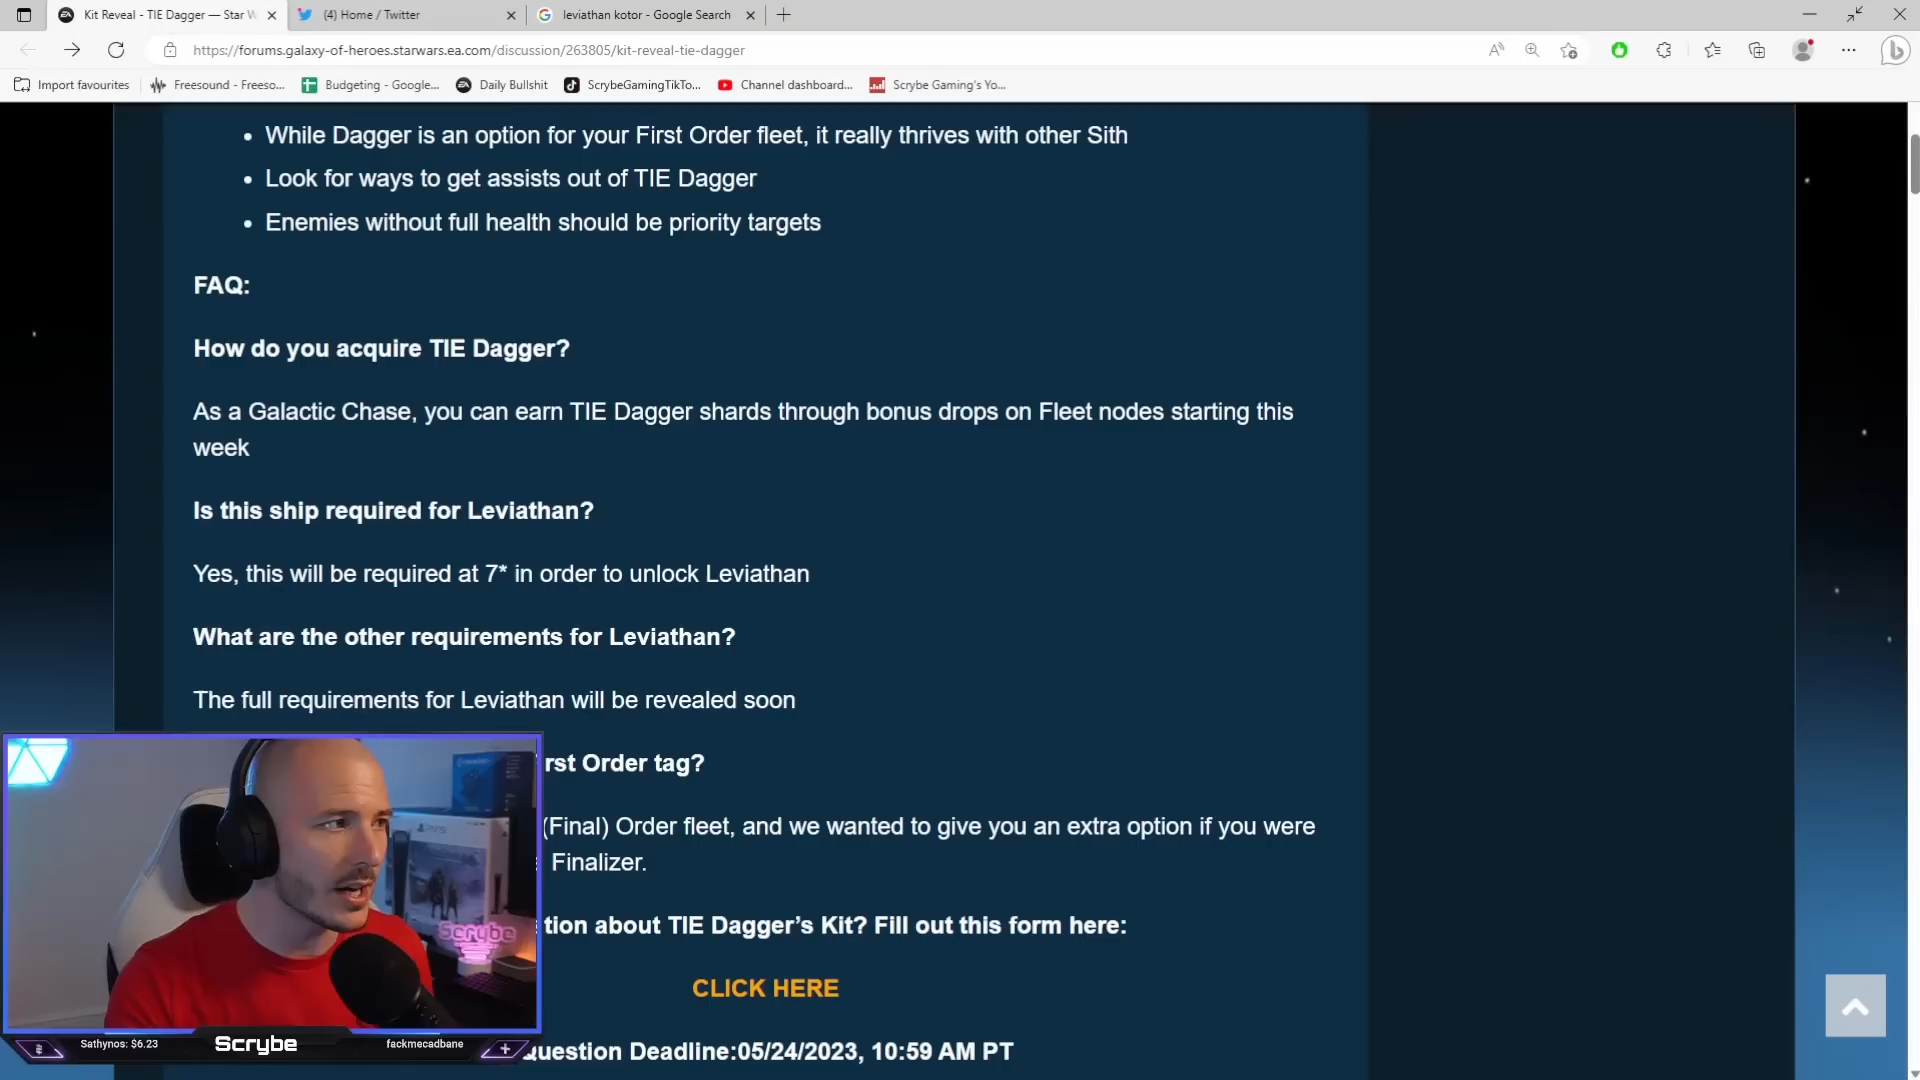 Kit Reveal - TIE Dagger — Star W
(4) Home / Twitter
leviathan kotor - Google Search
https://forums.galaxy-of-heroes.starwars.ea.com/discussion/263805/kit-reveal-tie-dagger
Import favourites
Freesound - Freeso...
Budgeting - Google...
Daily Bullshit
ScrybeGamingTikTo...
Channel dashboard...
Scrybe Gaming's Yo...
• While Dagger is an option for your First Order fleet, it really thrives with other Sith
• Look for ways to get assists out of TIE Dagger
• Enemies without full health should be priority targets
FAQ:
How do you acquire TIE Dagger?
As a Galactic Chase, you can earn TIE Dagger shards through bonus drops on Fleet nodes starting this
week
Is this ship required for Leviathan?
Yes, this will be required at 7* in order to unlock Leviathan
What are the other requirements for Leviathan?
The full requirements for Leviathan will be revealed soon
rst Order tag?
(Final) Order fleet, and we wanted to give you an extra option if you were
Finalizer.
tion about TIE Dagger’s Kit? Fill out this form here:
CLICK HERE
Question Deadline:05/24/2023, 10:59 AM PT
Scrybe
Sathynos: $6.23
Scrybe
fackmecadbane